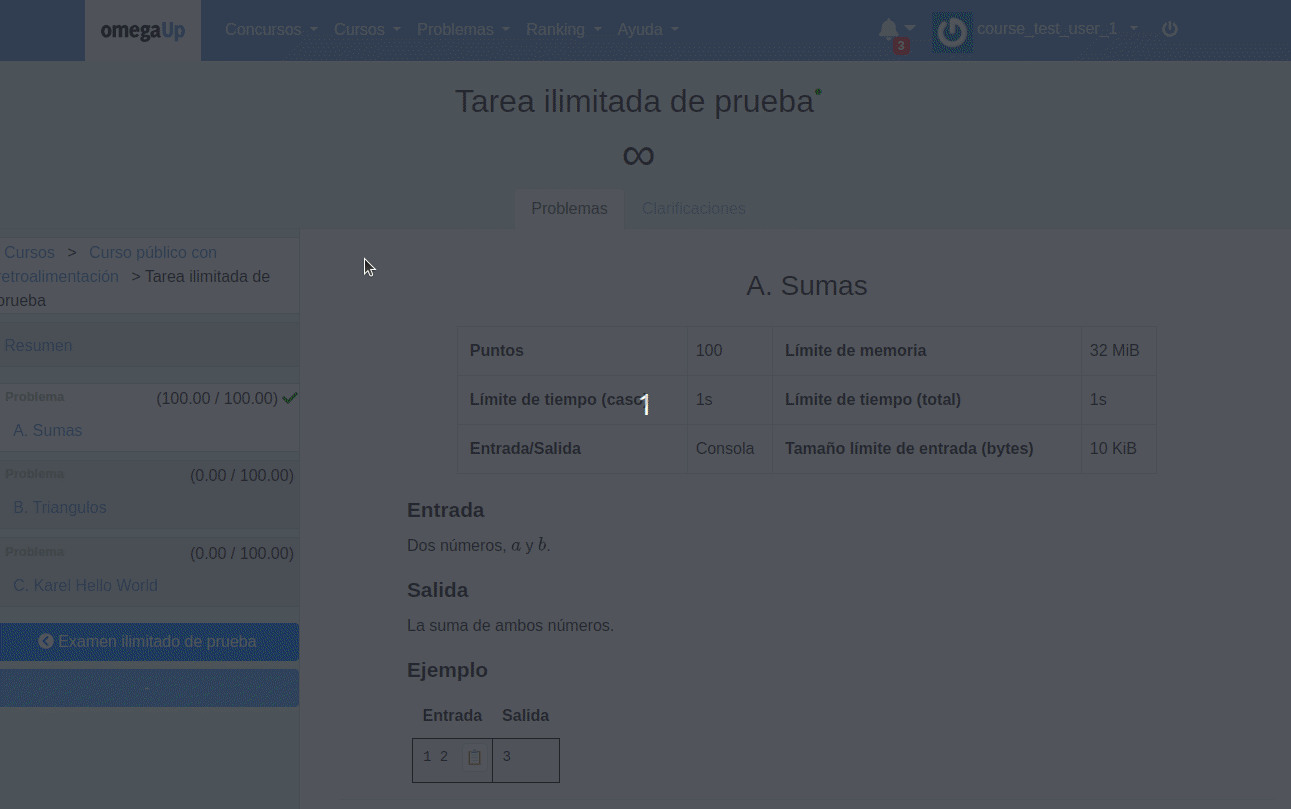 omegaUp Concursos Cursos Problemas Ranking Ayuda 3 course_test_user_1
Tarea ilimitada de prueba*
∞
Problemas Clarificaciones
Cursos > Curso público con
retroalimentación > Tarea ilimitada de
prueba
Resumen
Problema (100.00 / 100.00)
A. Sumas
Problema (0.00 / 100.00)
B. Triangulos
Problema (0.00 / 100.00)
C. Karel Hello World
Examen ilimitado de prueba
A. Sumas
Puntos 100 Límite de memoria 32 MiB
Límite de tiempo (caso) 1s Límite de tiempo (total) 1s
1
Entrada/Salida Consola Tamaño límite de entrada (bytes) 10 KiB
Entrada
Dos números, a y b.
Salida
La suma de ambos números.
Ejemplo
Entrada Salida
1 2 3